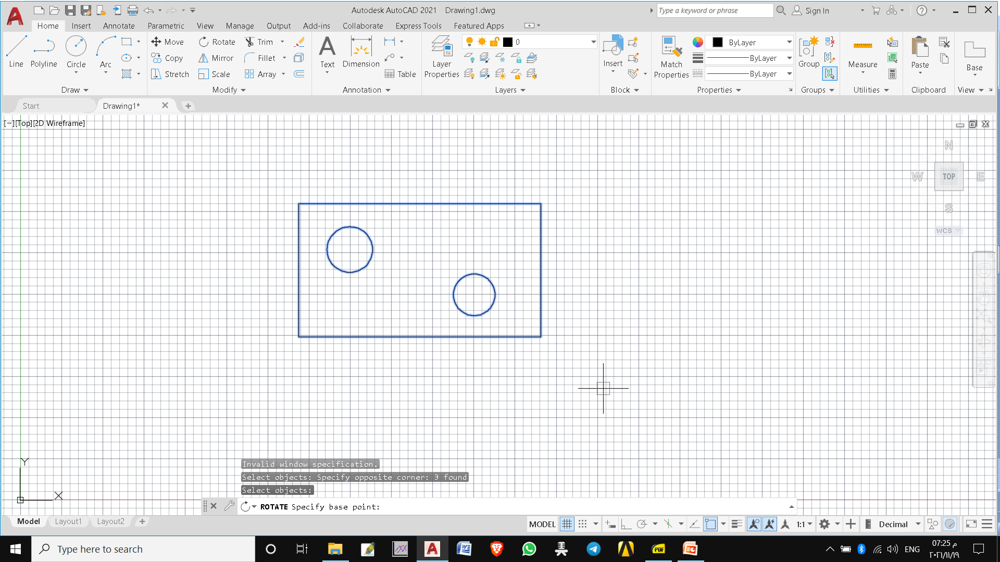 Autodesk AutoCAD 2021 Drawing1.dwg
Type a keyword or phrase
Sign In
Home Insert Annotate Parametric View Manage Output Add-ins Collaborate Express Tools Featured Apps
Line
Polyline
Circle
Arc
Draw
Move
Rotate
Trim
Copy
Mirror
Fillet
Stretch
Scale
Array
Modify
Text
Dimension
Table
Annotation
0
Layer
Properties
Layers
Insert
Block
Match
Properties
ByLayer
ByLayer
ByLayer
Properties
Group
Groups
Measure
Utilities
Paste
Clipboard
Base
View
Start
Drawing1*
[−][Top][2D Wireframe]
N
W
TOP
E
S
WCS
Y
X
Invalid window specification.
Select objects: Specify opposite corner: 3 found
Select objects:
ROTATE Specify base point:
Model Layout1 Layout2
MODEL
1:1
Decimal
Type here to search
PDF
ENG
07:25 م
٢٠٢١/١١/١٩